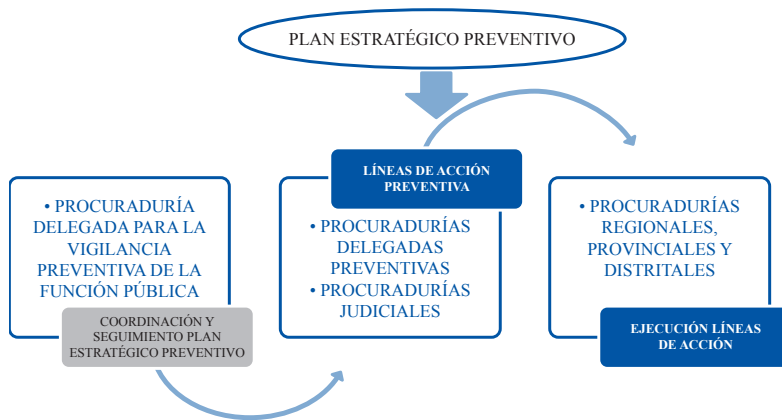 PLAN ESTRATÉGICO PREVENTIVO
• PROCURADURÍA
DELEGADA PARA LA
VIGILANCIA
PREVENTIVA DE LA
FUNCIÓN PÚBLICA
COORDINACIÓN Y
SEGUIMIENTO PLAN
ESTRATÉGICO PREVENTIVO
LÍNEAS DE ACCIÓN
PREVENTIVA
• PROCURADURÍAS
DELEGADAS
PREVENTIVAS
• PROCURADURÍAS
JUDICIALES
• PROCURADURÍAS
REGIONALES,
PROVINCIALES Y
DISTRITALES
EJECUCIÓN LÍNEAS
DE ACCIÓN